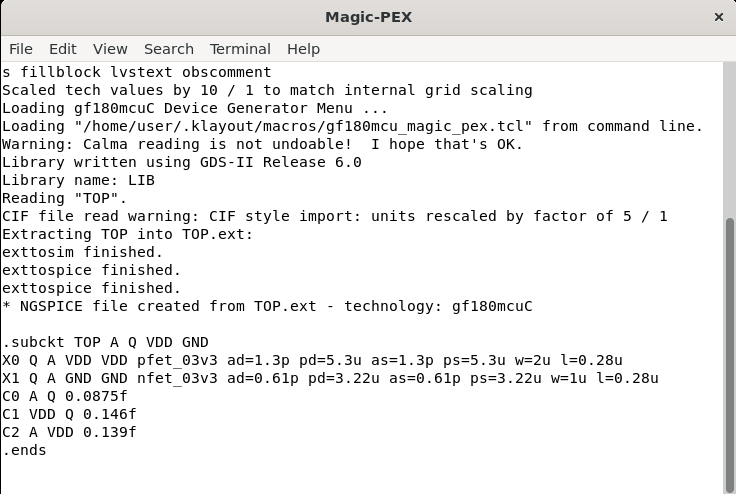 Magic-PEX
File Edit View Search Terminal Help
s fillblock lvstext obscomment
Scaled tech values by 10 / 1 to match internal grid scaling
Loading gf180mcuC Device Generator Menu ...
Loading "/home/user/.klayout/macros/gf180mcu_magic_pex.tcl" from command line.
Warning: Calma reading is not undoable!  I hope that's OK.
Library written using GDS-II Release 6.0
Library name: LIB
Reading "TOP".
CIF file read warning: CIF style import: units rescaled by factor of 5 / 1
Extracting TOP into TOP.ext:
exttosim finished.
exttospice finished.
exttospice finished.
* NGSPICE file created from TOP.ext - technology: gf180mcuC
.subckt TOP A Q VDD GND
X0 Q A VDD VDD pfet_03v3 ad=1.3p pd=5.3u as=1.3p ps=5.3u w=2u l=0.28u
X1 Q A GND GND nfet_03v3 ad=0.61p pd=3.22u as=0.61p ps=3.22u w=1u l=0.28u
C0 A Q 0.0875f
C1 VDD Q 0.146f
C2 A VDD 0.139f
.ends